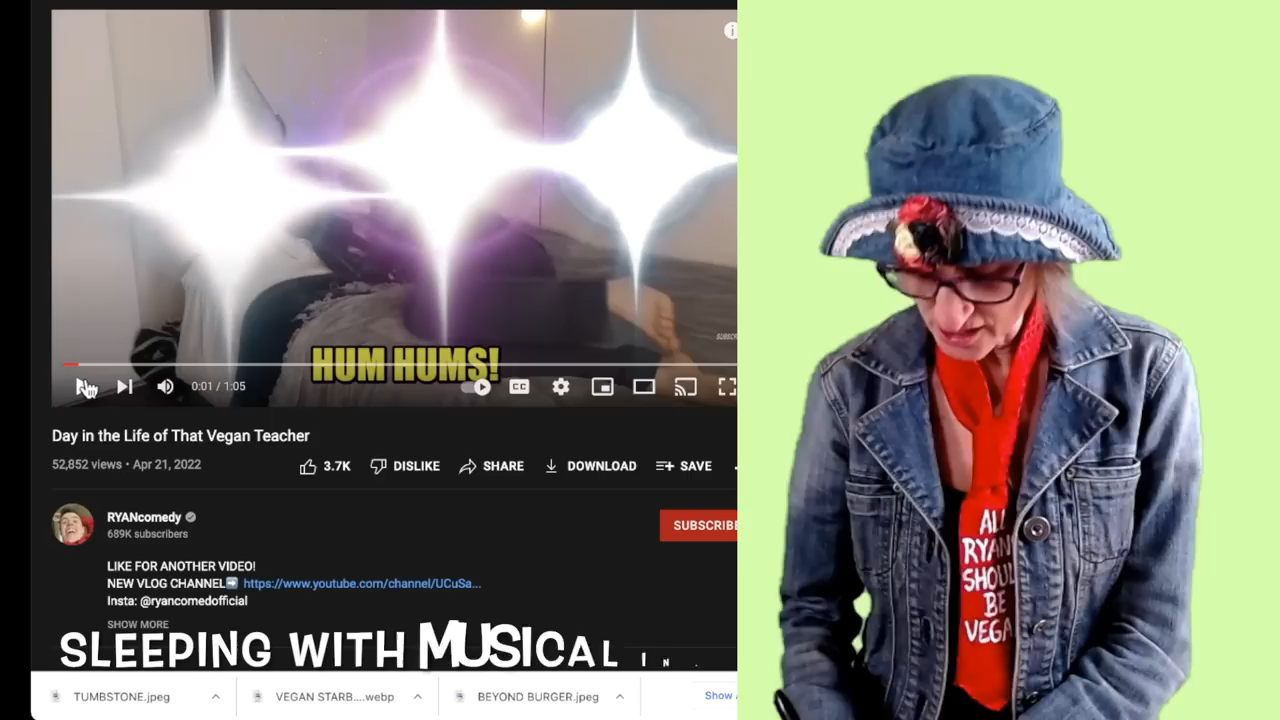 HUM HUMS!
0:01 / 1:05
CC
Day in the Life of That Vegan Teacher
52,852 views • Apr 21, 2022
3.7K
DISLIKE
SHARE
DOWNLOAD
SAVE
RYANcomedy
689K subscribers
SUBSCRIBE
LIKE FOR ANOTHER VIDEO!
NEW VLOG CHANNEL➡ https://www.youtube.com/channel/UCuSa...
Insta: @ryancomedofficial
SHOW MORE
SLEEPING WITH MUSICAL IN
TUMBSTONE.jpeg
VEGAN STARB....webp
BEYOND BURGER.jpeg
Show
ALL
RYAN
SHOUL
BE
VEGA